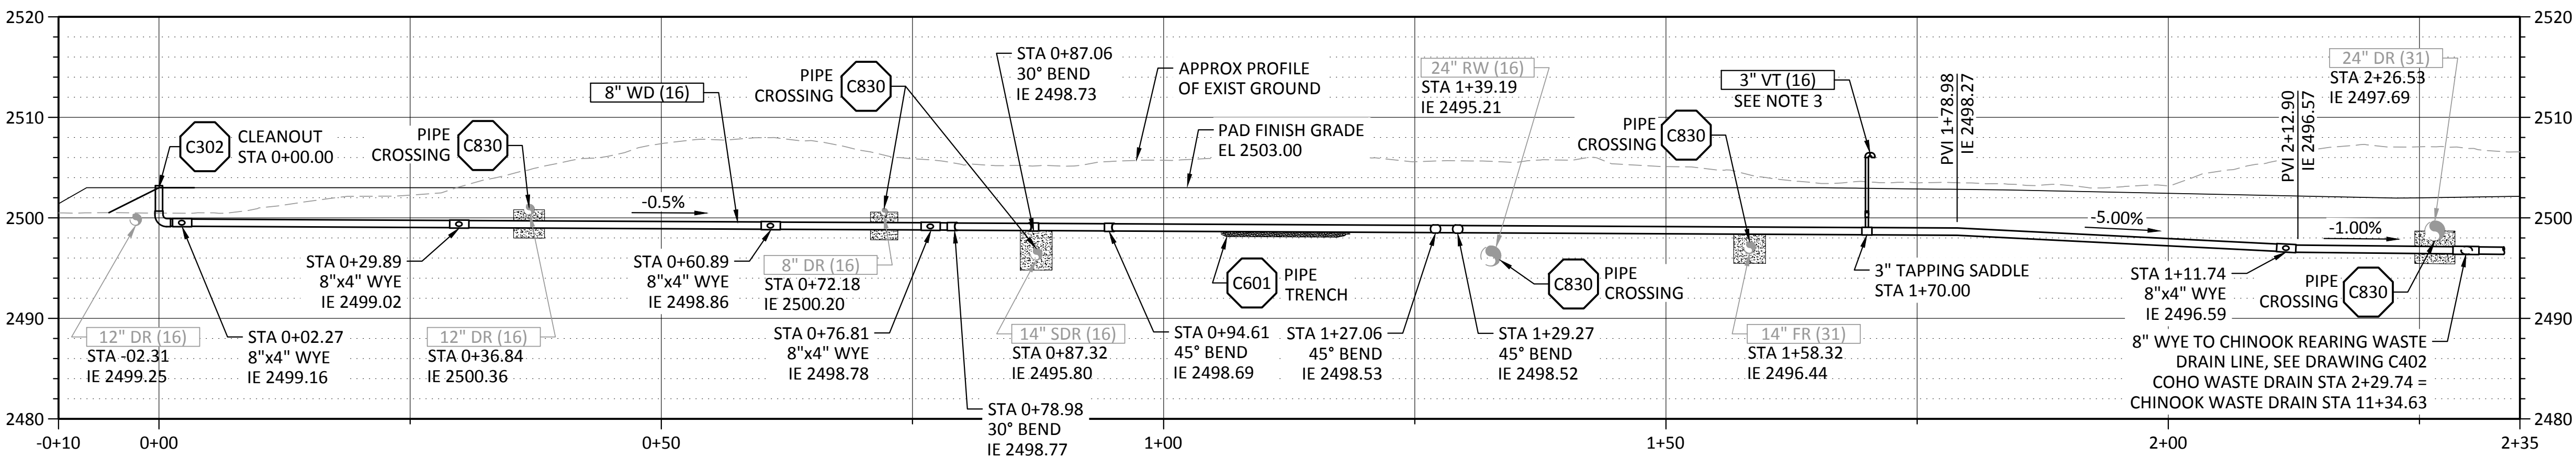 2520
2510
2500
2490
2480
C302
CLEANOUT
STA 0+00.00
PIPE
CROSSING
C830
8" WD (16)
PIPE
CROSSING
C830
STA 0+87.06
30° BEND
IE 2498.73
APPROX PROFILE
OF EXIST GROUND
PAD FINISH GRADE
EL 2503.00
24" RW (16)
STA 1+39.19
IE 2495.21
PIPE
CROSSING
C830
3" VT (16)
SEE NOTE 3
PVI 1+78.98
IE 2498.27
PVI 2+12.90
IE 2496.57
24" DR (31)
STA 2+26.53
IE 2497.69
2520
2510
2500
2490
2480
-0.5%
-5.00%
-1.00%
12" DR (16)
STA -02.31
IE 2499.25
STA 0+02.27
8"x4" WYE
IE 2499.16
STA 0+29.89
8"x4" WYE
IE 2499.02
12" DR (16)
STA 0+36.84
IE 2500.36
STA 0+60.89
8"x4" WYE
IE 2498.86
8" DR (16)
STA 0+72.18
IE 2500.20
STA 0+76.81
8"x4" WYE
IE 2498.78
STA 0+78.98
30° BEND
IE 2498.77
14" SDR (16)
STA 0+87.32
IE 2495.80
STA 0+94.61
45° BEND
IE 2498.69
C601
PIPE
TRENCH
STA 1+27.06
45° BEND
IE 2498.53
STA 1+29.27
45° BEND
IE 2498.52
C830
PIPE
CROSSING
14" FR (31)
STA 1+58.32
IE 2496.44
3" TAPPING SADDLE
STA 1+70.00
STA 1+11.74
8"x4" WYE
IE 2496.59
PIPE
CROSSING
C830
8" WYE TO CHINOOK REARING WASTE
DRAIN LINE, SEE DRAWING C402
COHO WASTE DRAIN STA 2+29.74 =
CHINOOK WASTE DRAIN STA 11+34.63
-0+10
0+00
0+50
1+00
1+50
2+00
2+35